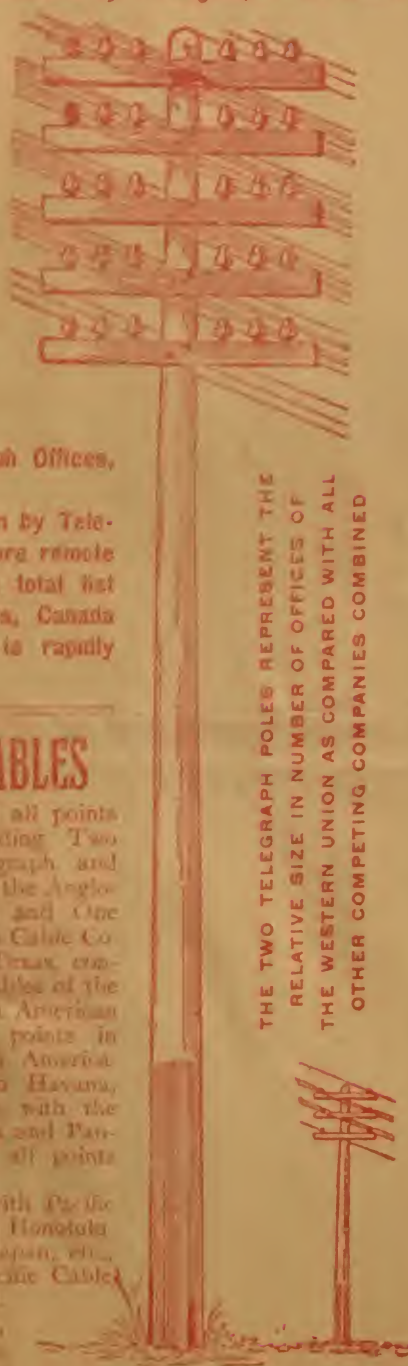 h Offices,
n by Tele-
ore remote
total list
s, Canada
is rapidly
ABLES
all points
ding Two
graph and
the Anglo-
and One
Cable Co
Texas, con-
bles of the
American
points in
America.
Havana,
with the
and Pan-
all points
ith Pacific
Honolulu
apan, etc.,
cific Cable
THE TWO TELEGRAPH POLES REPRESENT THE
RELATIVE SIZE IN NUMBER OF OFFICES OF
THE WESTERN UNION AS COMPARED WITH ALL
OTHER COMPETING COMPANIES COMBINED